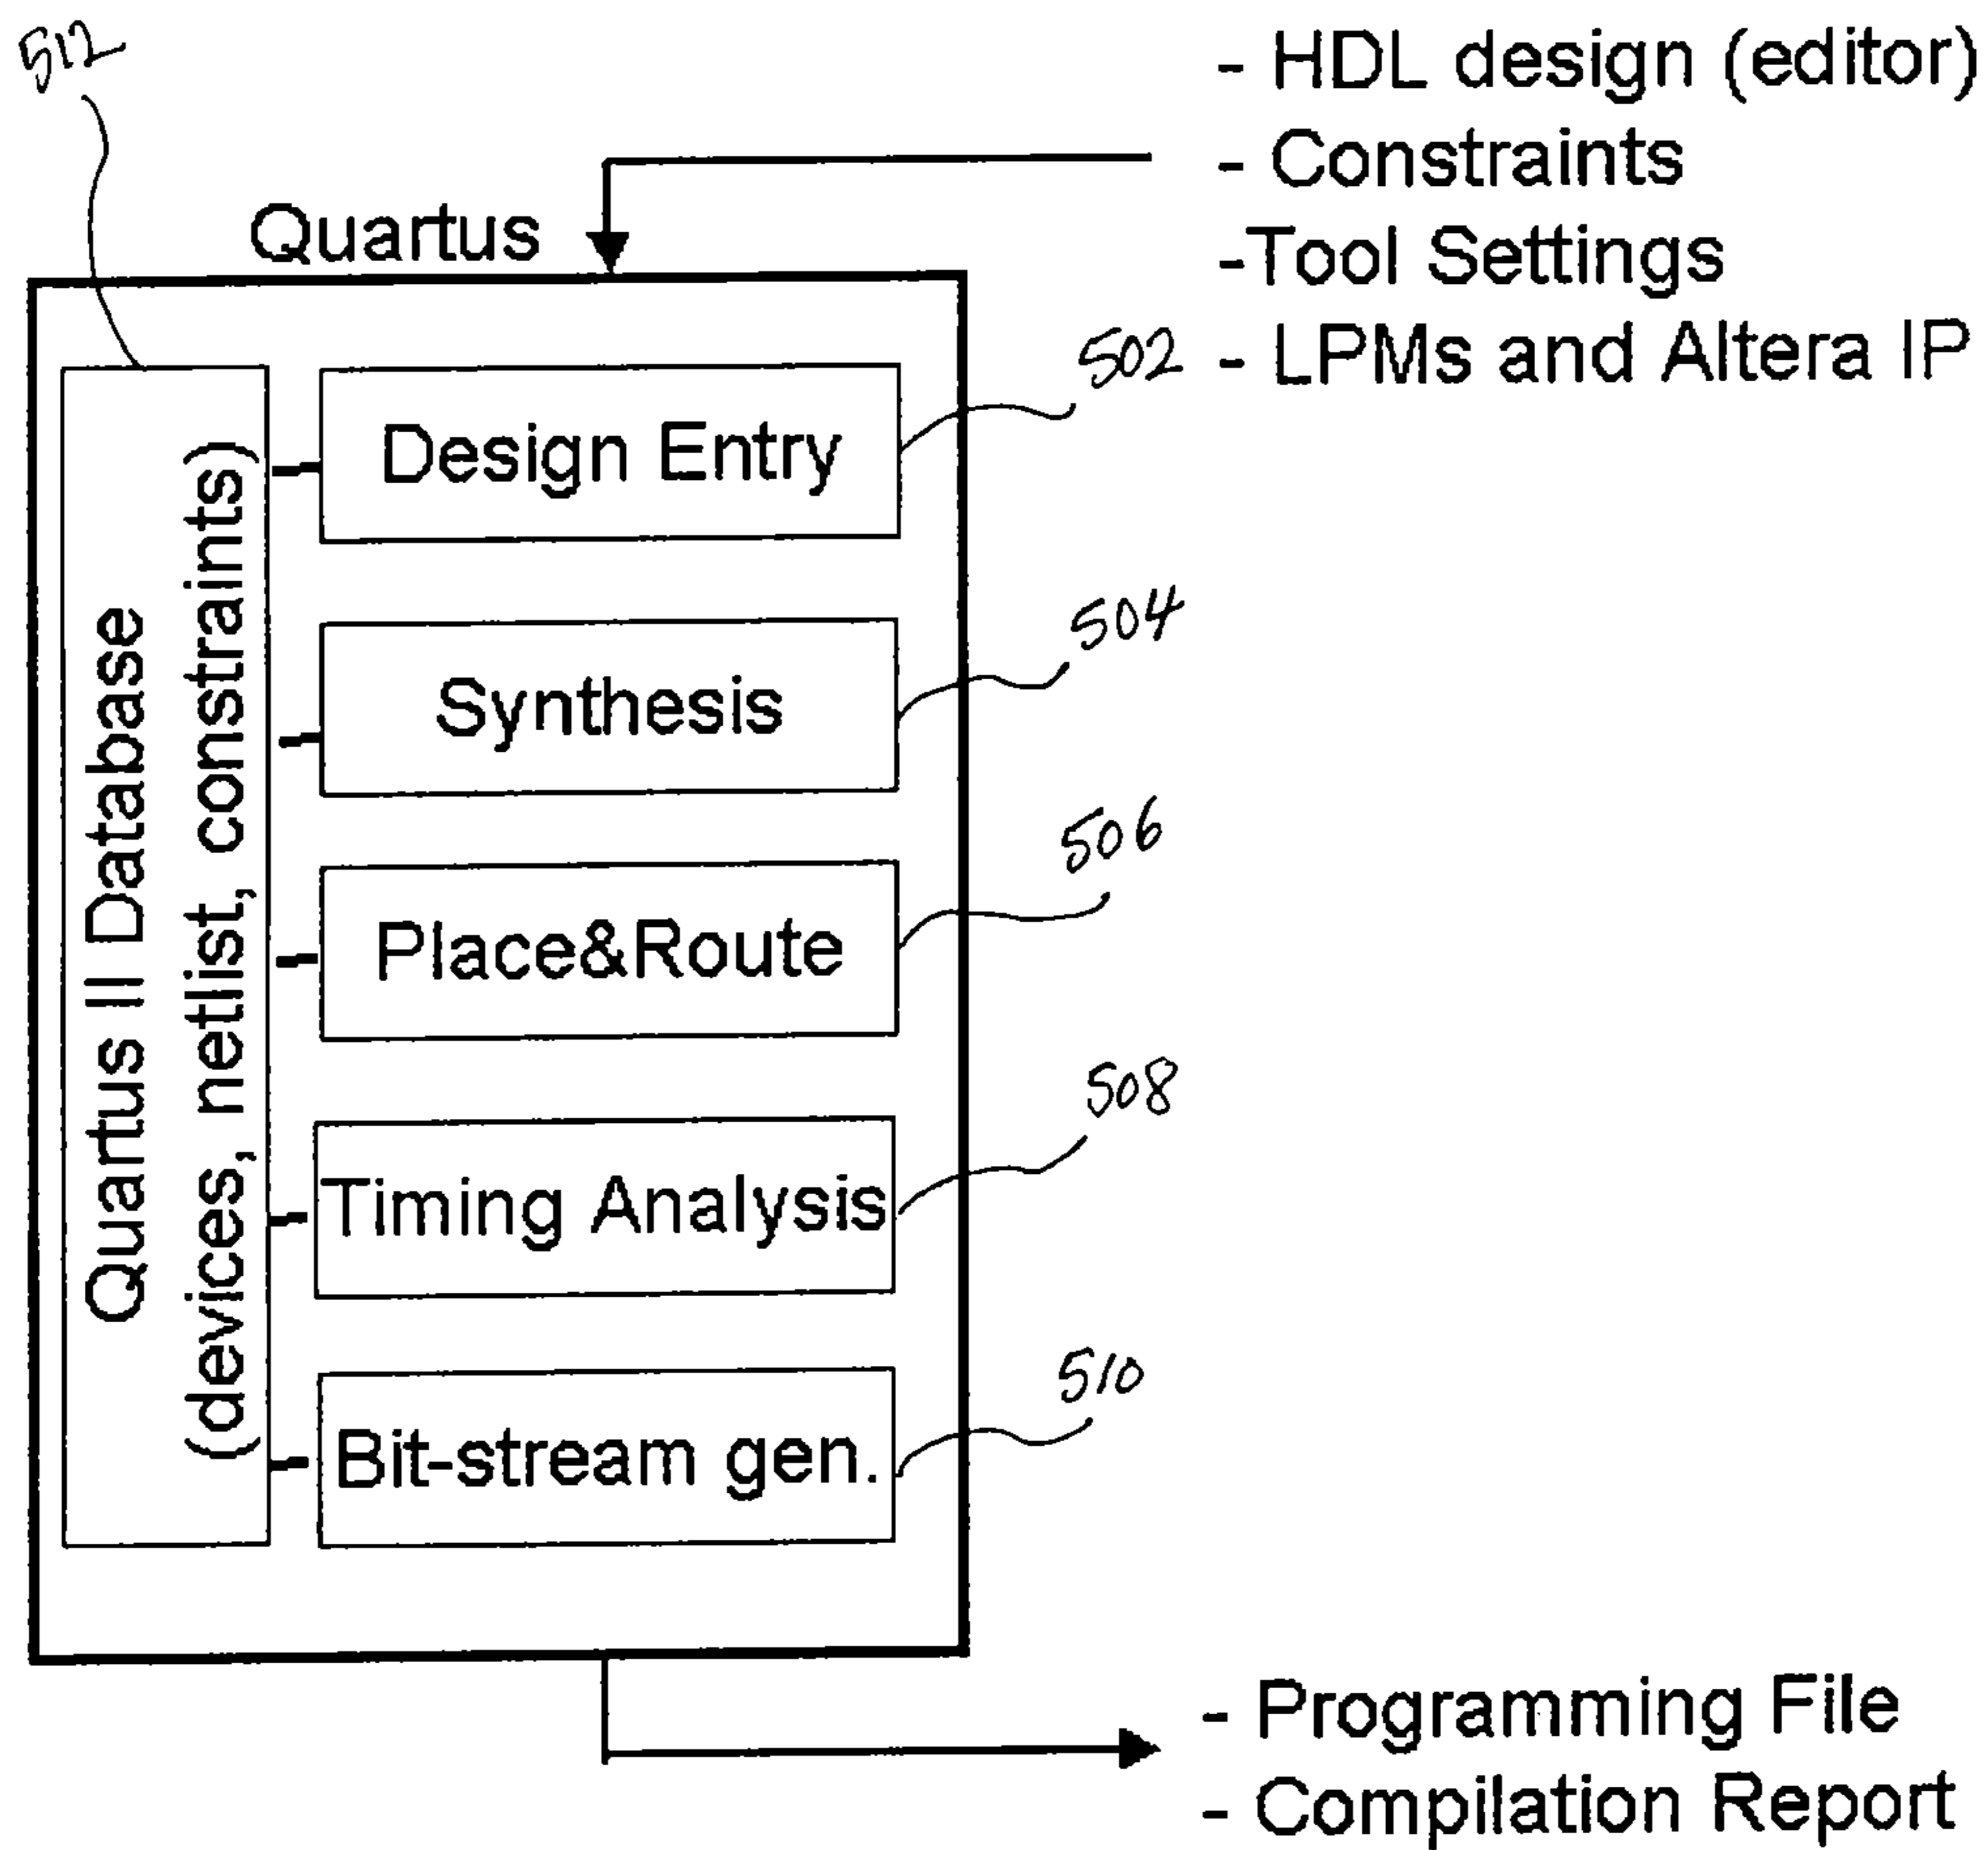 512
- HDL design (editor)
- Constraints
-Tool Settings
- LPMs and Altera IP
Quartus
Quartus II Database
(devices, netlist, constraints)
Design Entry
502
Synthesis
504
Place&Route
506
Timing Analysis
508
Bit-stream gen.
510
- Programming File
- Compilation Report